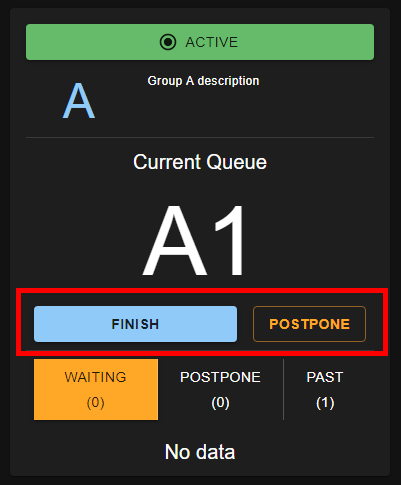 ACTIVE
A
Group A description
Current Queue
A1
FINISH POSTPONE
WAITING POSTPONE PAST
(0) (0) (1)
No data